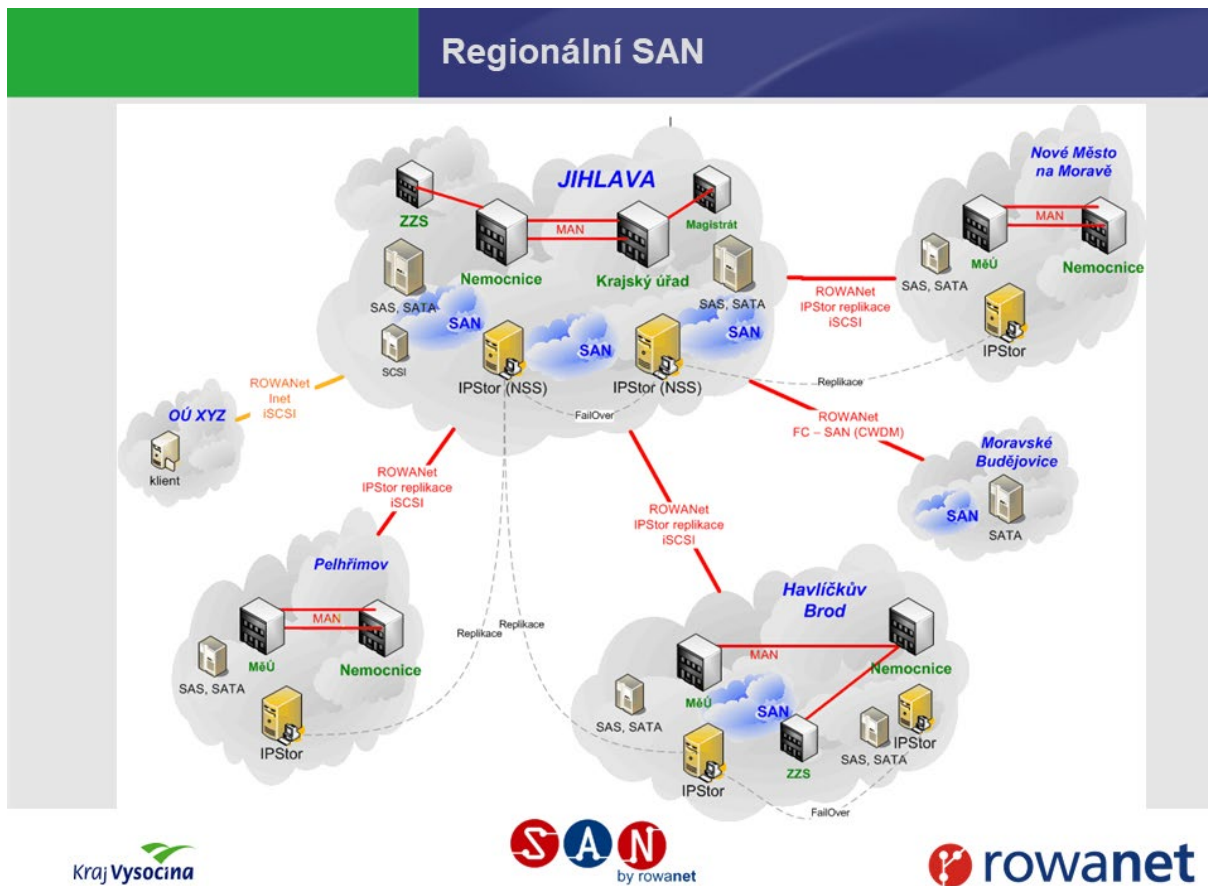 Regionální SAN
JIHLAVA
ZZS
MAN
Nemocnice
Krajský úřad
Magistrát
SAS, SATA
SAN
SCSI
IPStor (NSS)
SAN
IPStor (NSS)
SAN
SAS, SATA
FailOver
Nové Město
na Moravě
MAN
MěÚ
Nemocnice
SAS, SATA
IPStor
ROWANet
IPStor replikace
iSCSI
Replikace
ROWANet
Inet
iSCSI
OÚ XYZ
klient
ROWANet
FC – SAN (CWDM)
Moravské
Budějovice
SAN
SATA
ROWANet
IPStor replikace
iSCSI
ROWANet
IPStor replikace
iSCSI
Pelhřimov
MAN
MěÚ
Nemocnice
SAS, SATA
IPStor
Replikace
Replikace
Havlíčkův
Brod
MAN
MěÚ
Nemocnice
SAN
SAS, SATA
ZZS
SAS, SATA
IPStor
IPStor
FailOver
Kraj Vysočina
SAN
by rowanet
rowanet